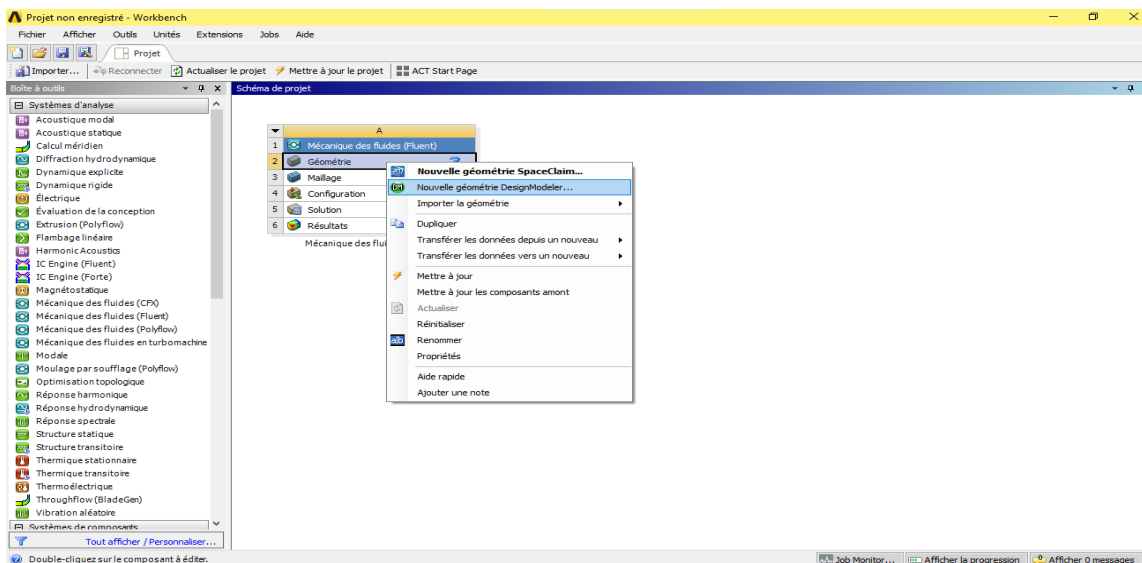 Projet non enregistré - Workbench
Fichier Afficher Outils Unités Extensions Jobs Aide
Projet
Importer... Reconnecter Actualiser le projet Mettre à jour le projet ACT Start Page
Boîte à outils
Schéma de projet
Systèmes d'analyse
Acoustique modal
Acoustique statique
Calcul méridien
Diffraction hydrodynamique
Dynamique explicite
Dynamique rigide
Électrique
Évaluation de la conception
Extrusion (Polyflow)
Flambage linéaire
Harmonic Acoustics
IC Engine (Fluent)
IC Engine (Forte)
Magnétostatique
Mécanique des fluides (CFX)
Mécanique des fluides (Fluent)
Mécanique des fluides (Polyflow)
Mécanique des fluides en turbomachine
Modale
Moulage par soufflage (Polyflow)
Optimisation topologique
Réponse harmonique
Réponse hydrodynamique
Réponse spectrale
Structure statique
Structure transitoire
Thermique stationnaire
Thermique transitoire
Thermoélectrique
Throughflow (BladeGen)
Vibration aléatoire
Systèmes de composants
Tout afficher / Personnaliser...
A
1 Mécanique des fluides (Fluent)
2 Géométrie
3 Maillage
4 Configuration
5 Solution
6 Résultats
Mécanique des flui
Nouvelle géométrie SpaceClaim...
Nouvelle géométrie DesignModeler...
Importer la géométrie
Dupliquer
Transférer les données depuis un nouveau
Transférer les données vers un nouveau
Mettre à jour
Mettre à jour les composants amont
Actualiser
Réinitialiser
Renommer
Propriétés
Aide rapide
Ajouter une note
Double-cliquez sur le composant à éditer.
Job Monitor... Afficher la progression Afficher 0 messages